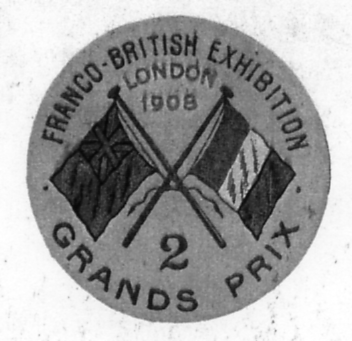 FRANCO-BRITISH EXHIBITION
LONDON
1908
2
GRANDS PRIX